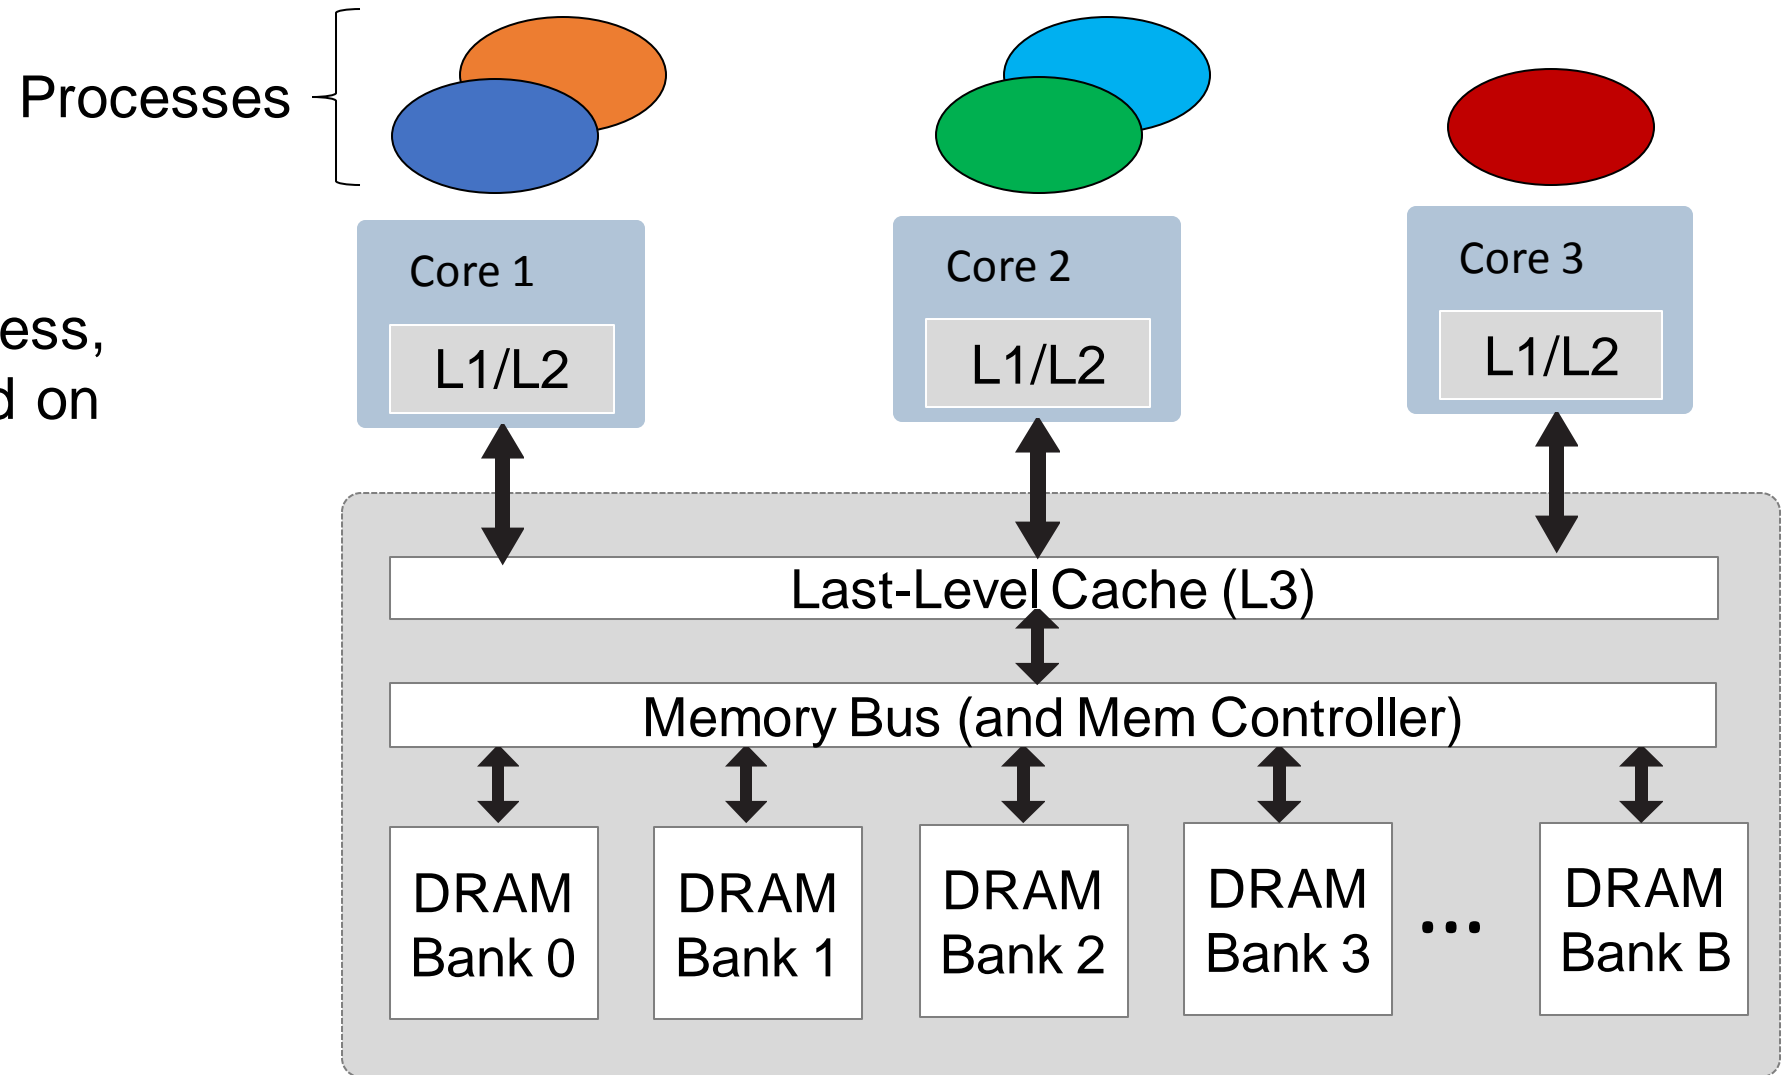 Processes
Core 1
Core 2
Core 3
ess,
d on
L1/L2
L1/L2
L1/L2
Last-Level Cache (L3)
Memory Bus (and Mem Controller)
DRAM
Bank 0
DRAM
Bank 1
DRAM
Bank 2
DRAM
Bank 3
...
DRAM
Bank B